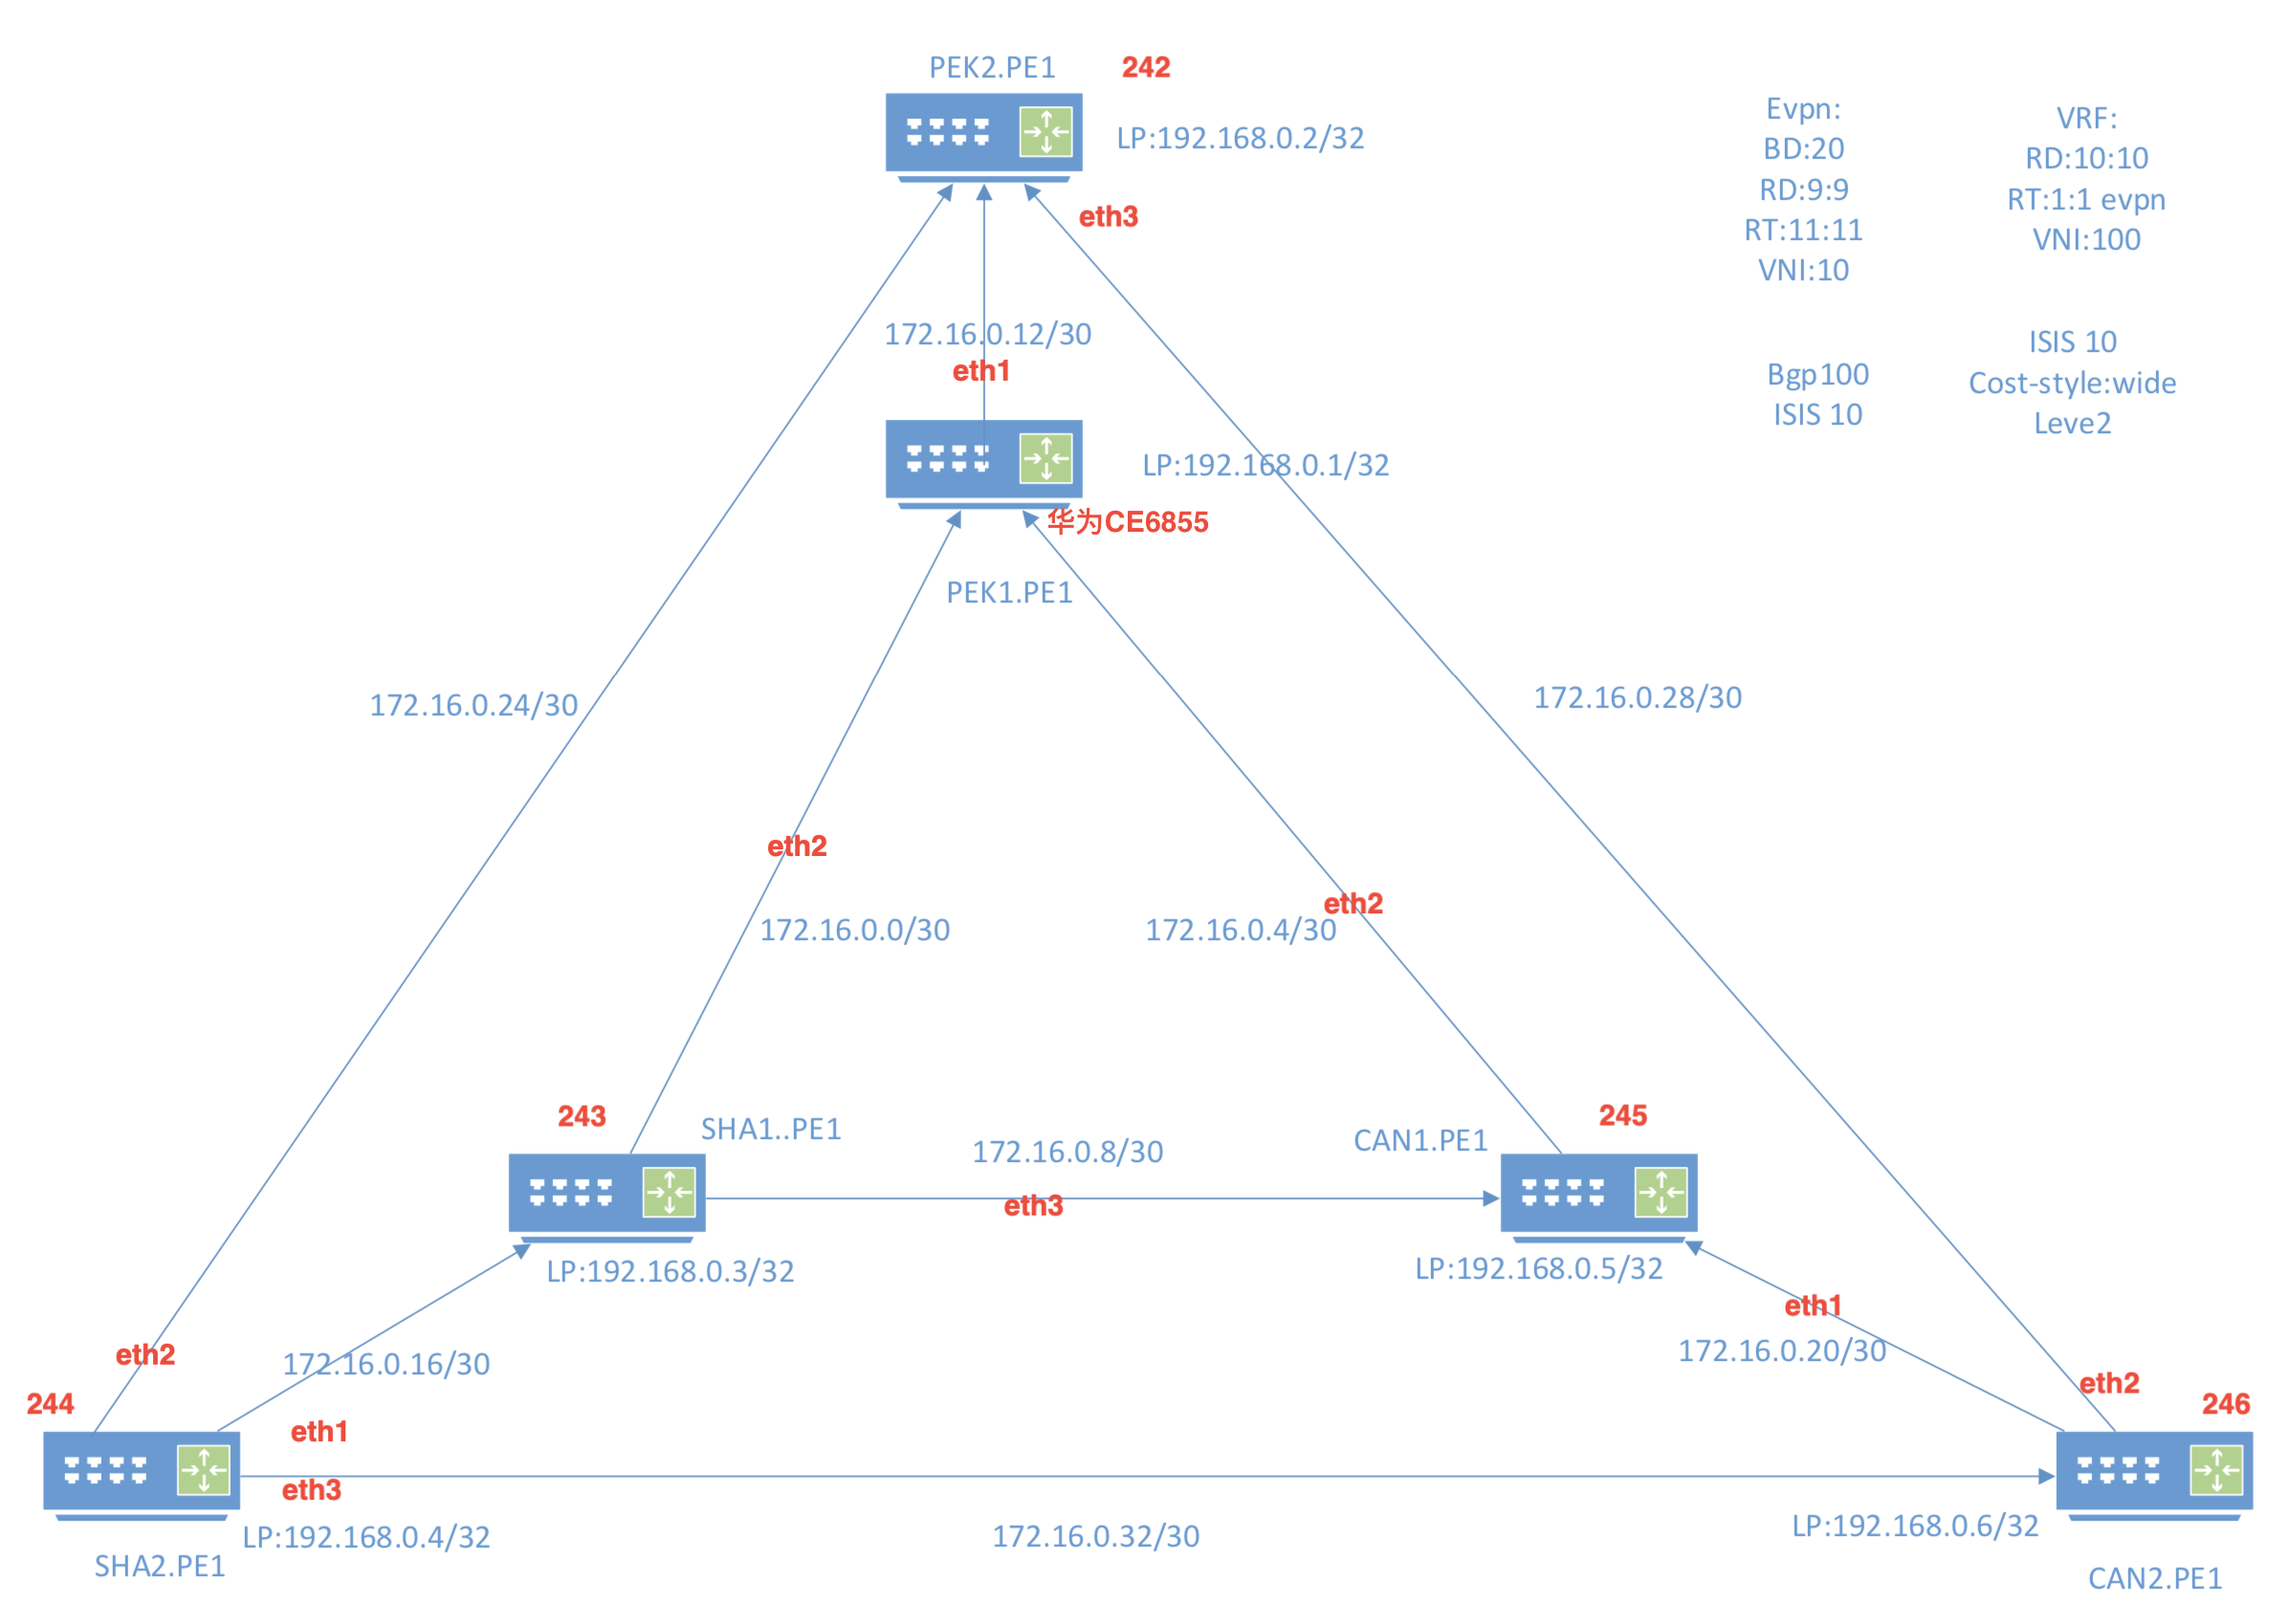 PEK2.PE1
242
LP:192.168.0.2/32
eth3
Evpn:
BD:20
RD:9:9
RT:11:11
VNI:10
VRF:
RD:10:10
RT:1:1 evpn
VNI:100
172.16.0.12/30
eth1
Bgp100
ISIS 10
ISIS 10
Cost-style:wide
Leve2
LP:192.168.0.1/32
华为CE6855
PEK1.PE1
172.16.0.24/30
172.16.0.28/30
eth2
172.16.0.0/30
eth2
172.16.0.4/30
243
SHA1..PE1
172.16.0.8/30
eth3
CAN1.PE1
245
LP:192.168.0.3/32
LP:192.168.0.5/32
eth1
172.16.0.20/30
eth2
172.16.0.16/30
244
eth1
eth3
eth2
246
LP:192.168.0.4/32
SHA2.PE1
172.16.0.32/30
LP:192.168.0.6/32
CAN2.PE1